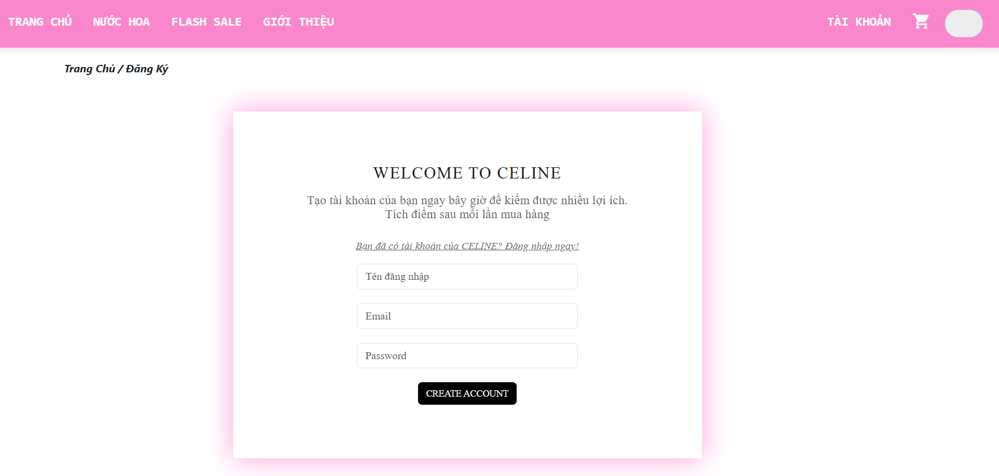 TRANG CHỦ NƯỚC HOA FLASH SALE GIỚI THIỆU TÀI KHOẢN
Trang Chủ / Đăng Ký
WELCOME TO CELINE
Tạo tài khoản của bạn ngay bây giờ để kiếm được nhiều lợi ích.
Tích điểm sau mỗi lần mua hàng
Bạn đã có tài khoản của CELINE? Đăng nhập ngay!
Tên đăng nhập
Email
Password
CREATE ACCOUNT